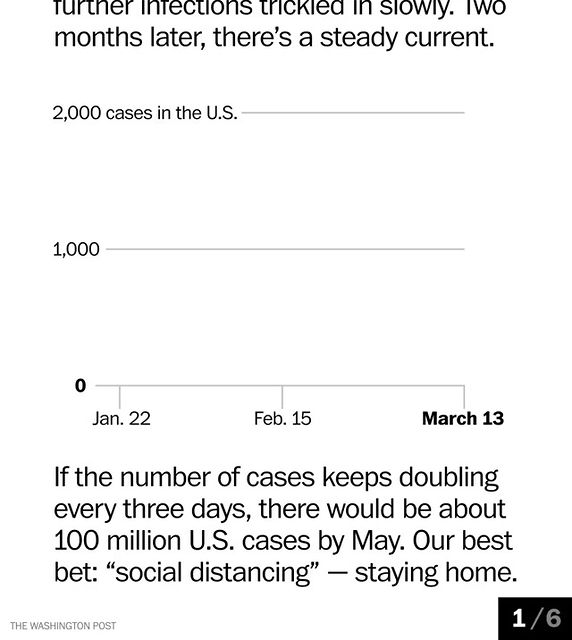 further infections trickled in slowly. Two
months later, there’s a steady current.
2,000 cases in the U.S.
1,000
0
Jan. 22 Feb. 15 March 13
If the number of cases keeps doubling
every three days, there would be about
100 million U.S. cases by May. Our best
bet: “social distancing” — staying home.
THE WASHINGTON POST
1/6